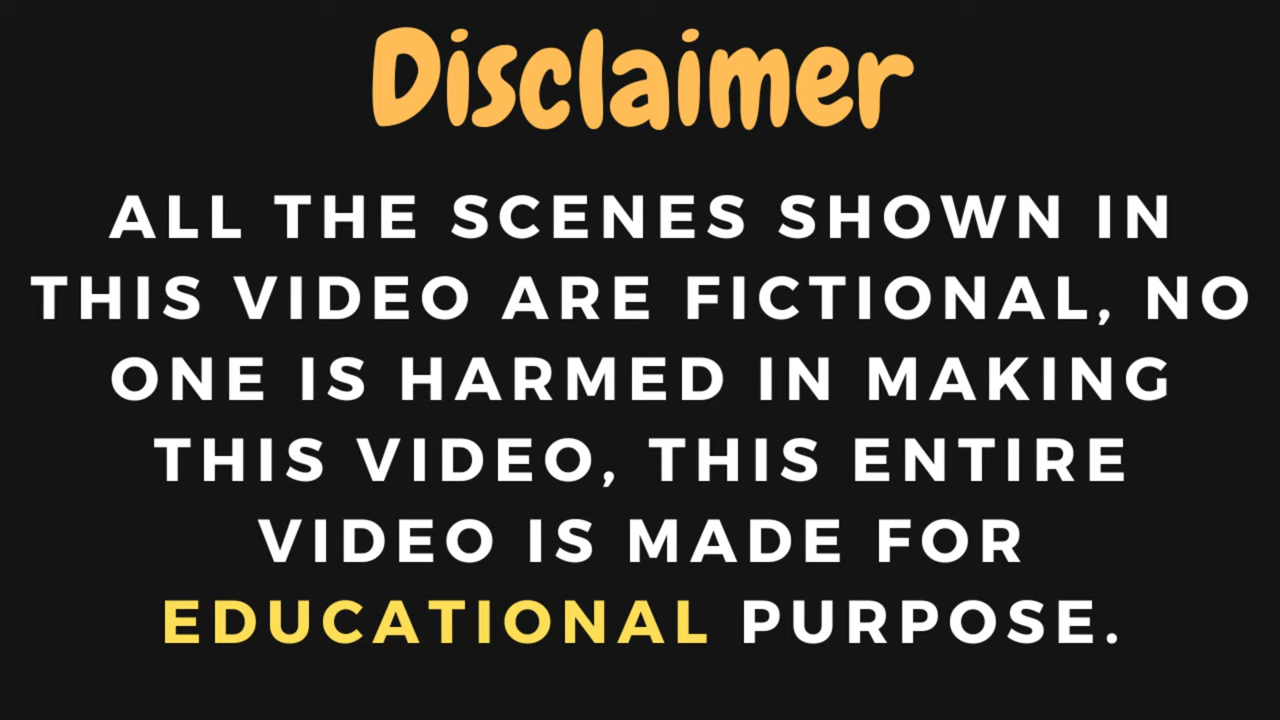 Disclaimer
ALL THE SCENES SHOWN IN
THIS VIDEO ARE FICTIONAL, NO
ONE IS HARMED IN MAKING
THIS VIDEO, THIS ENTIRE
VIDEO IS MADE FOR
EDUCATIONAL PURPOSE.